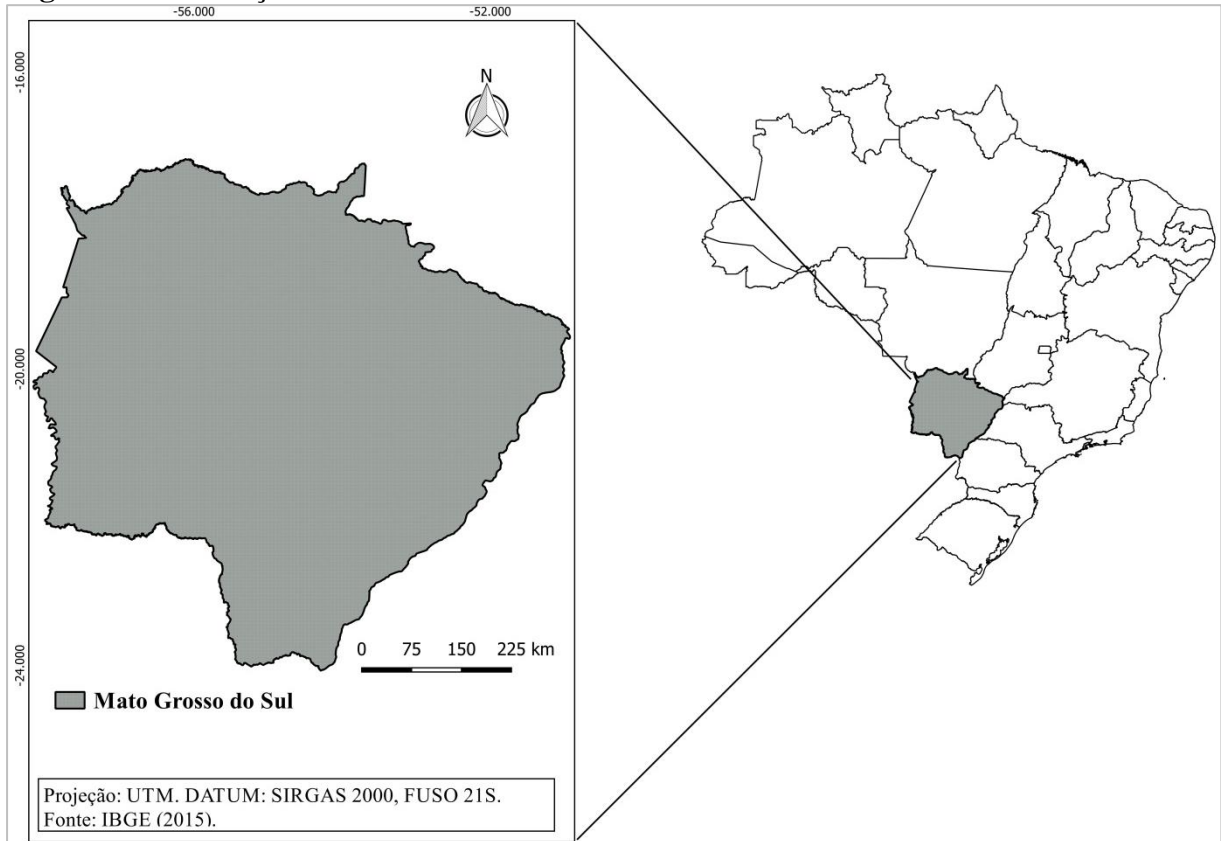 -56.000
-52.000
-16.000
-20.000
-24.000
N
0 75 150 225 km
Mato Grosso do Sul
Projeção: UTM. DATUM: SIRGAS 2000, FUSO 21S.
Fonte: IBGE (2015).